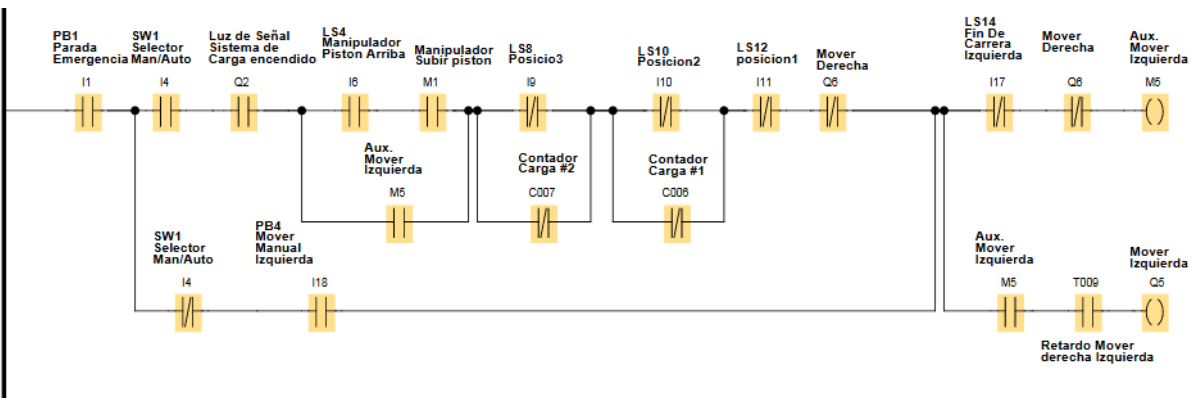 PB1
Parada
Emergencia
I1
SW1
Selector
Man/Auto
I4
Luz de Señal
Sistema de
Carga encendido
Q2
LS4
Manipulador
Piston Arriba
I6
Manipulador
Subir piston
M1
LS8
Posicio3
I9
LS10
Posicion2
I10
LS12
posicion1
I11
Mover
Derecha
Q6
LS14
Fin De
Carrera
Izquierda
I17
Mover
Derecha
Q6
Aux.
Mover
Izquierda
M5
Aux.
Mover
Izquierda
M5
Contador
Carga #2
C007
Contador
Carga #1
C006
SW1
Selector
Man/Auto
I4
PB4
Mover
Manual
Izquierda
I18
Aux.
Mover
Izquierda
M5
T009
Retardo Mover
derecha Izquierda
Mover
Izquierda
Q5